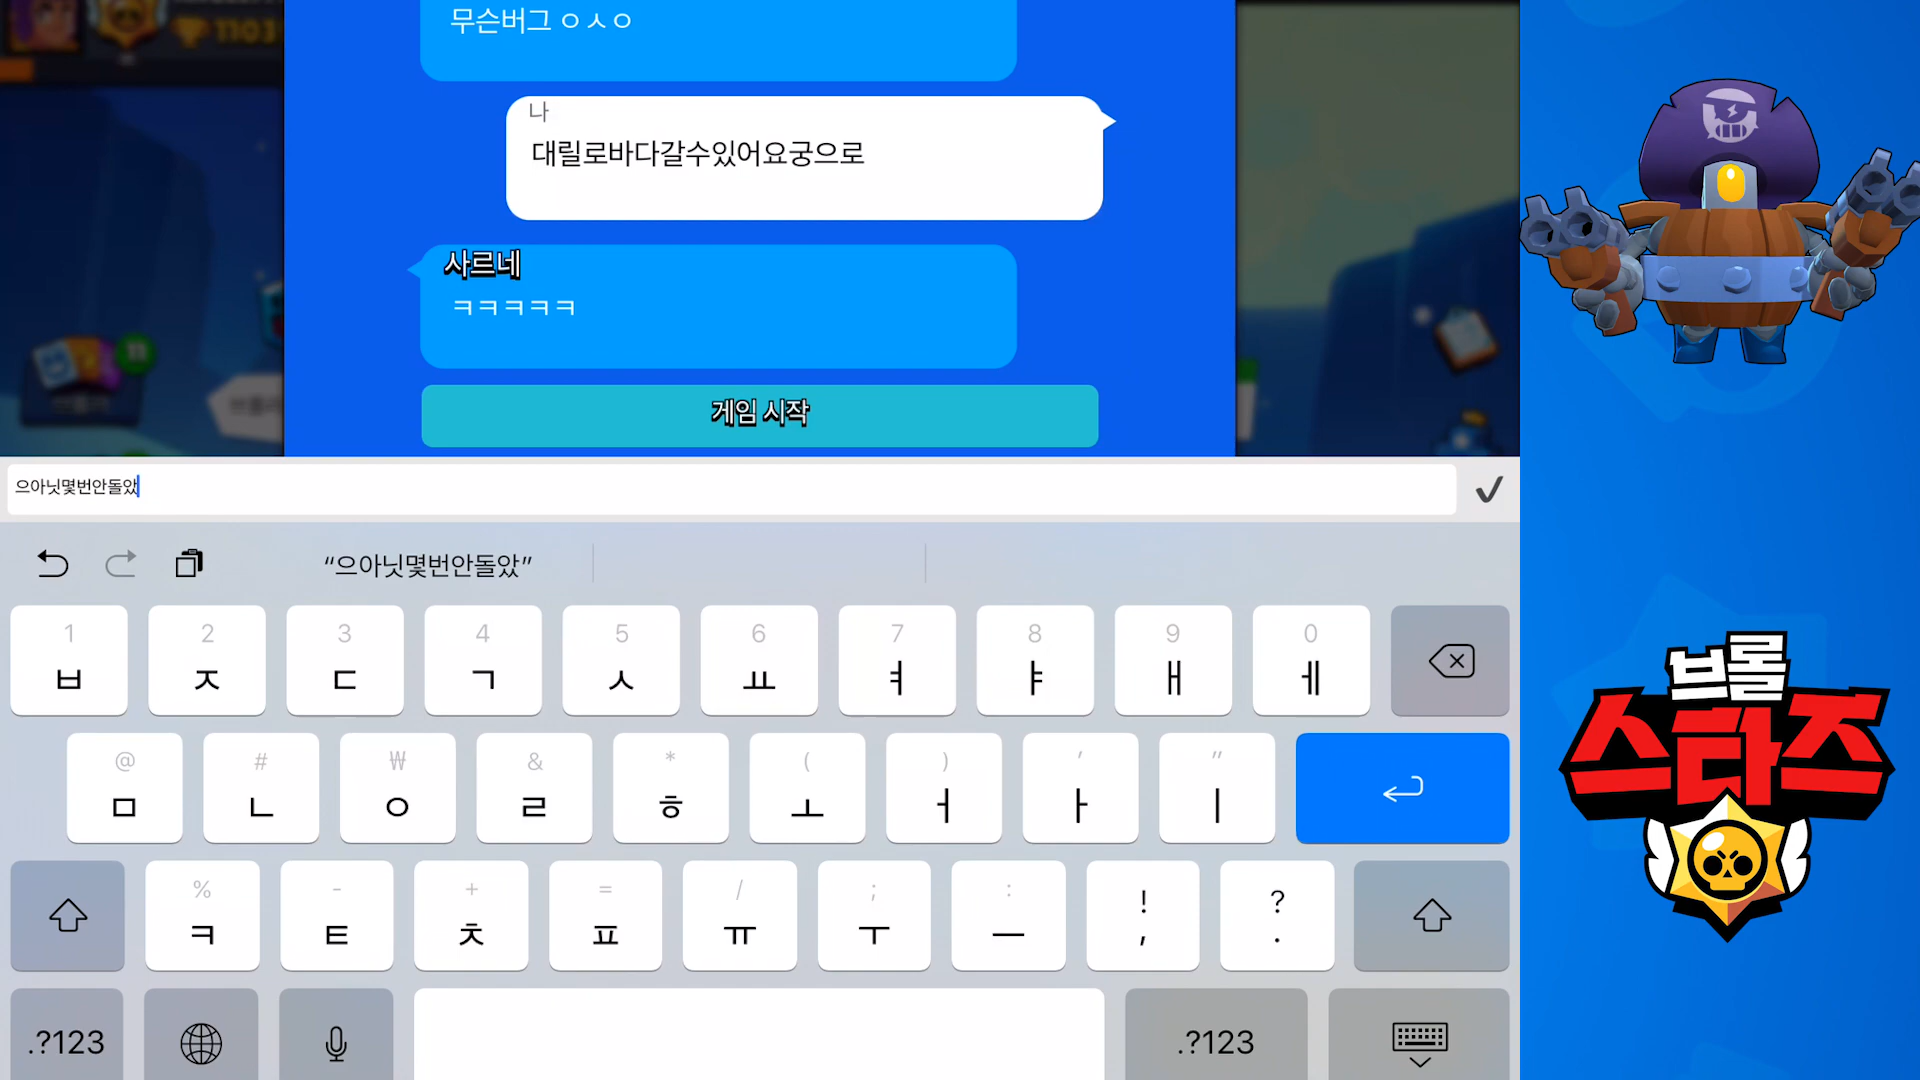 무슨버그 ㅇㅅㅇ
나
대릴로바다갈수있어요궁으로
사르네
ㅋㅋㅋㅋㅋ
게임 시작
으아닛몇번안돌았
“으아닛몇번안돌았”
1 2 3 4 5 6 7 8 9 0
ㅂ ㅈ ㄷ ㄱ ㅅ ㅛ ㅕ ㅑ ㅐ ㅔ
@ # ₩ & * ( ) ' "
ㅁ ㄴ ㅇ ㄹ ㅎ ㅗ ㅓ ㅏ ㅣ
% - + = / ; : ! ?
ㅋ ㅌ ㅊ ㅍ ㅠ ㅜ ㅡ , .
.?123 .?123
브롤
스타즈
11